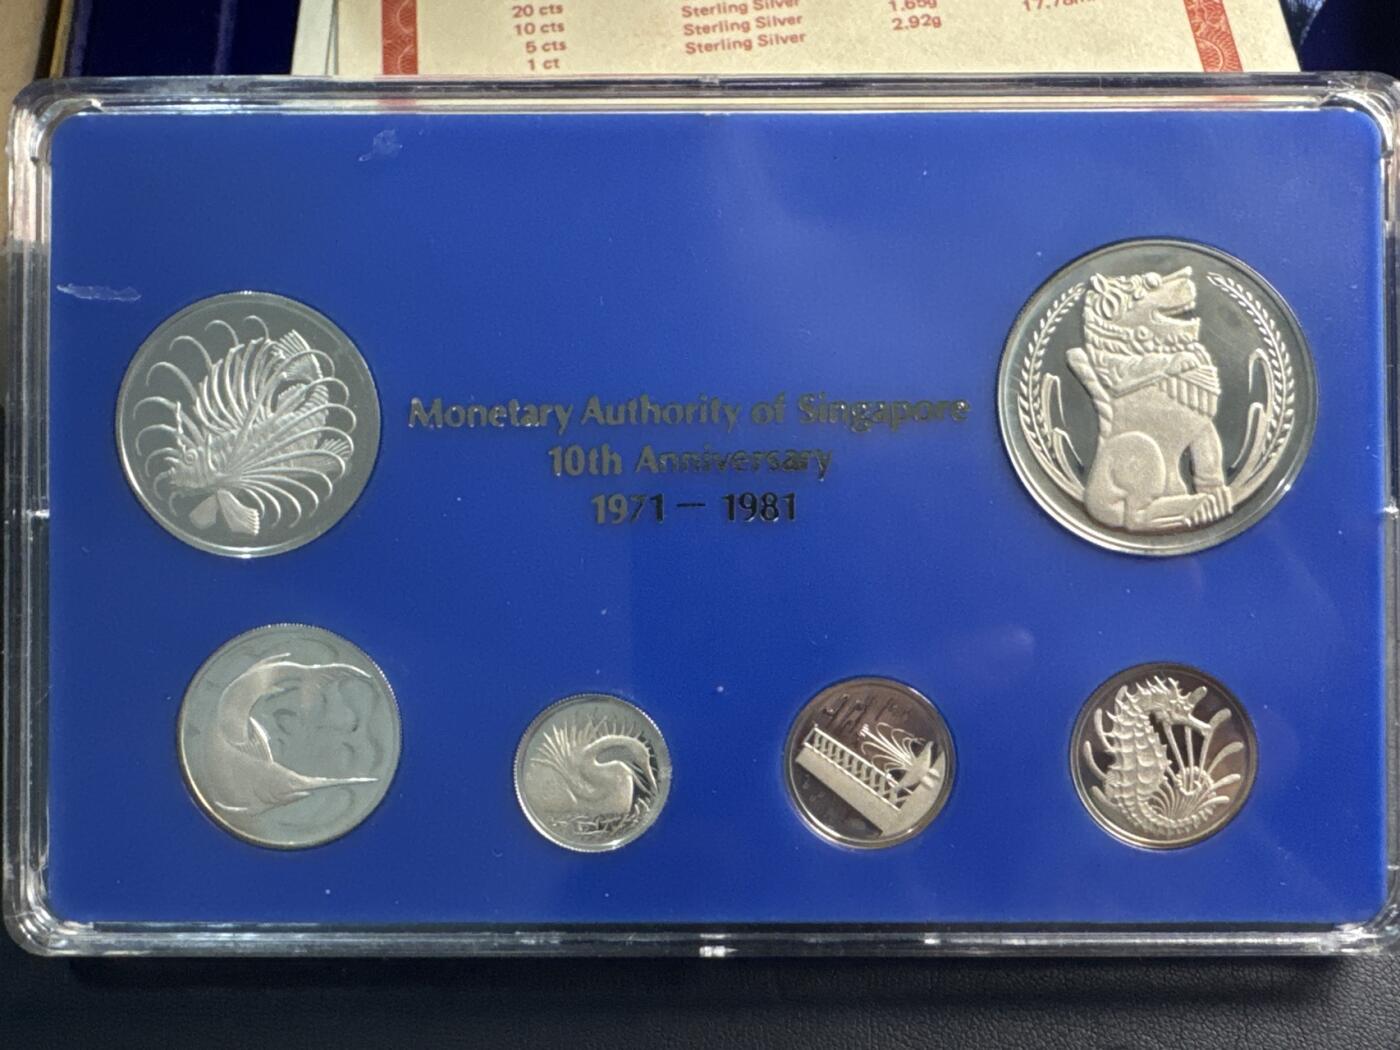 20 cts Sterling Silver 1.65g
10 cts Sterling Silver 2.92g
5 cts Sterling Silver
1 ct
Monetary Authority of Singapore
10th Anniversary
1971 — 1981